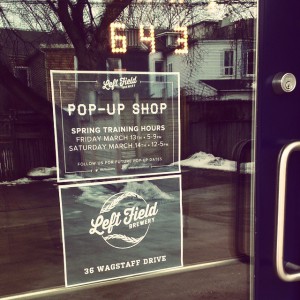 643
Left Field
BREWERY
POP-UP SHOP
SPRING TRAINING HOURS
FRIDAY MARCH 13TH • 5-9PM
SATURDAY MARCH 14TH • 12-5PM
FOLLOW US FOR FUTURE POP-UP DATES
Left Field
BREWERY
36 WAGSTAFF DRIVE